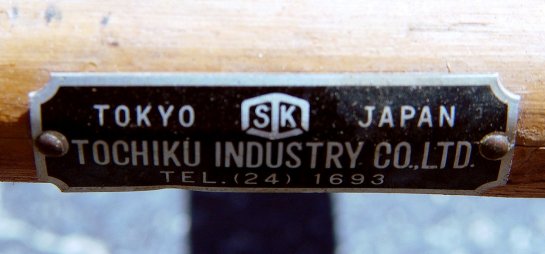 TOKYO SK JAPAN
TOCHIKU INDUSTRY CO.,LTD.
TEL.(24) 1693